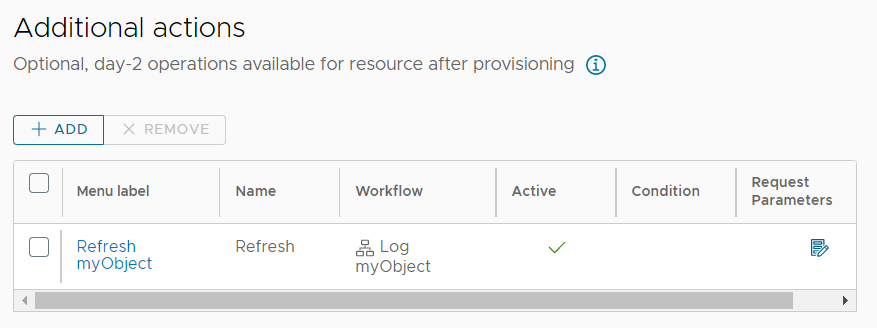 Additional actions
Optional, day-2 operations available for resource after provisioning
ADD
REMOVE
Menu label
Name
Workflow
Active
Condition
Request
Parameters
Refresh
myObject
Refresh
Log
myObject